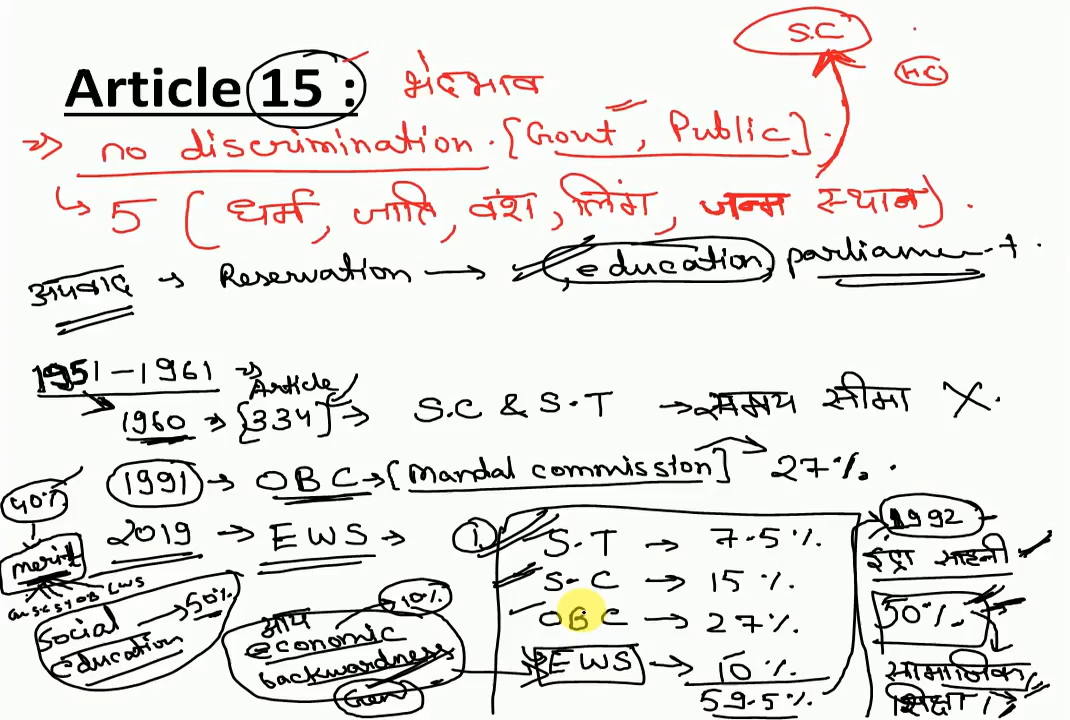 S.C
HC
Article 15 : भेदभाव
⇒ no discrimination. [Govt, Public].
↳ 5 (धर्म, जाति, वंश, लिंग, जन्म स्थान).
अपवाद → Reservation → education parliament.
1951-1961 ⇒
Article
1960 ⇒ [334] → S.C & S.T → समय सीमा X.
1991 → OBC → [Mandal commission] 27%.
40%
merit
2019 → EWS → ①
S.T → 7.5%.
S-C → 15%.
OBC → 27%.
EWS → 10%
59.5%
1992
इंद्रा साहनी
50%.
सामाजिक
शिक्षा
Social → 50%
education
आय → 10%
economic
backwardness
Gen